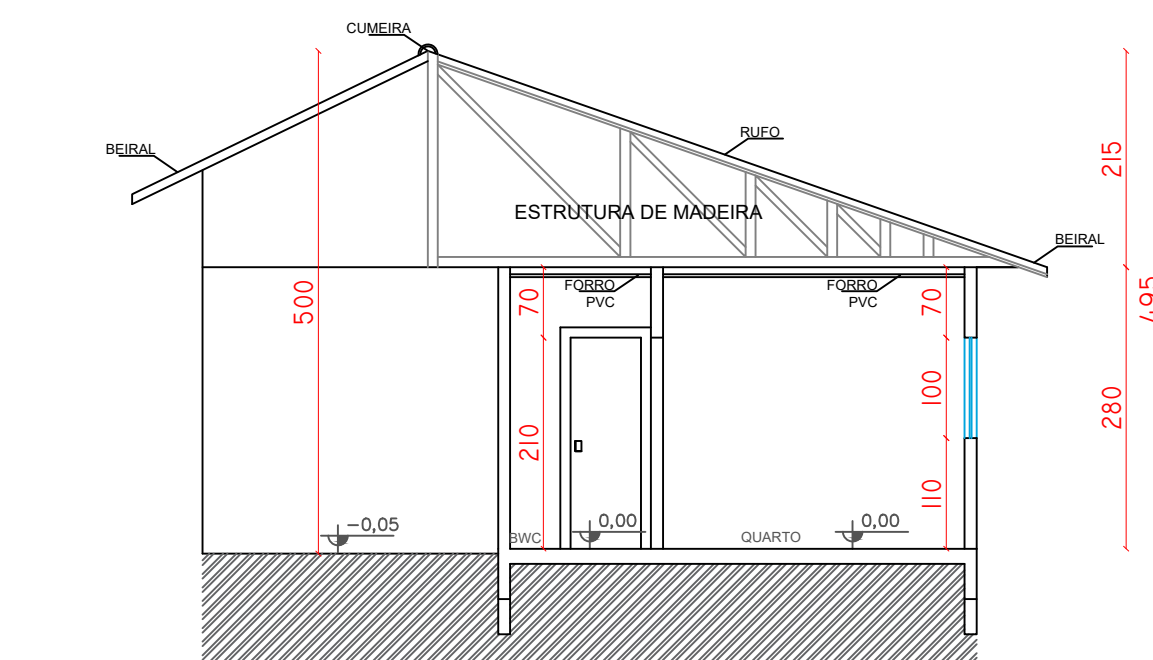 CUMEIRA
BEIRAL
RUFO
215
ESTRUTURA DE MADEIRA
BEIRAL
500
70
FORRO
PVC
FORRO
PVC
70
495
100
280
210
110
-0,05
0,00
0,00
BWC
QUARTO